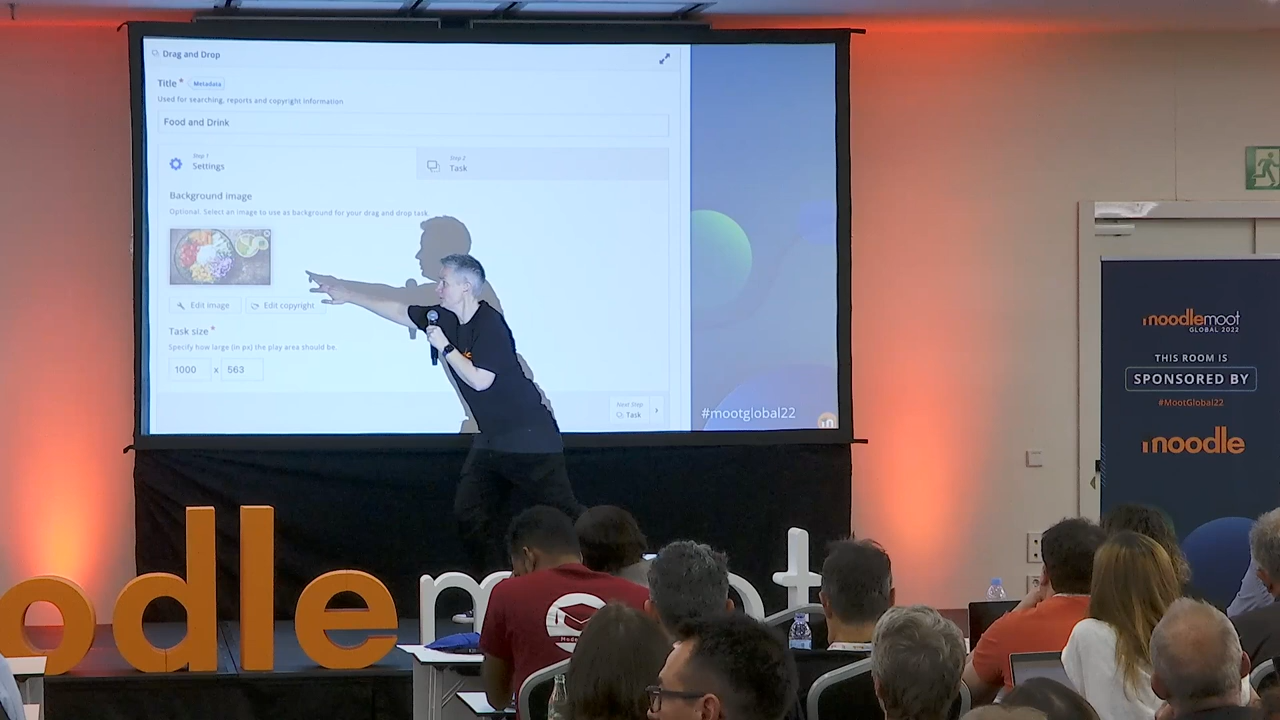 Drag and Drop
Title * Metadata
Used for searching, reports and copyright information
Food and Drink
Step 1
Settings
Step 2
Task
Background image
Optional. Select an image to use as background for your drag and drop task.
Edit image
Edit copyright
Task size *
Specify how large (in px) the play area should be.
1000 x 563
Next Step
Task
#mootglobal22
moodlemoot
GLOBAL 2022
THIS ROOM IS
SPONSORED BY
#MootGlobal22
moodle
odle
m t